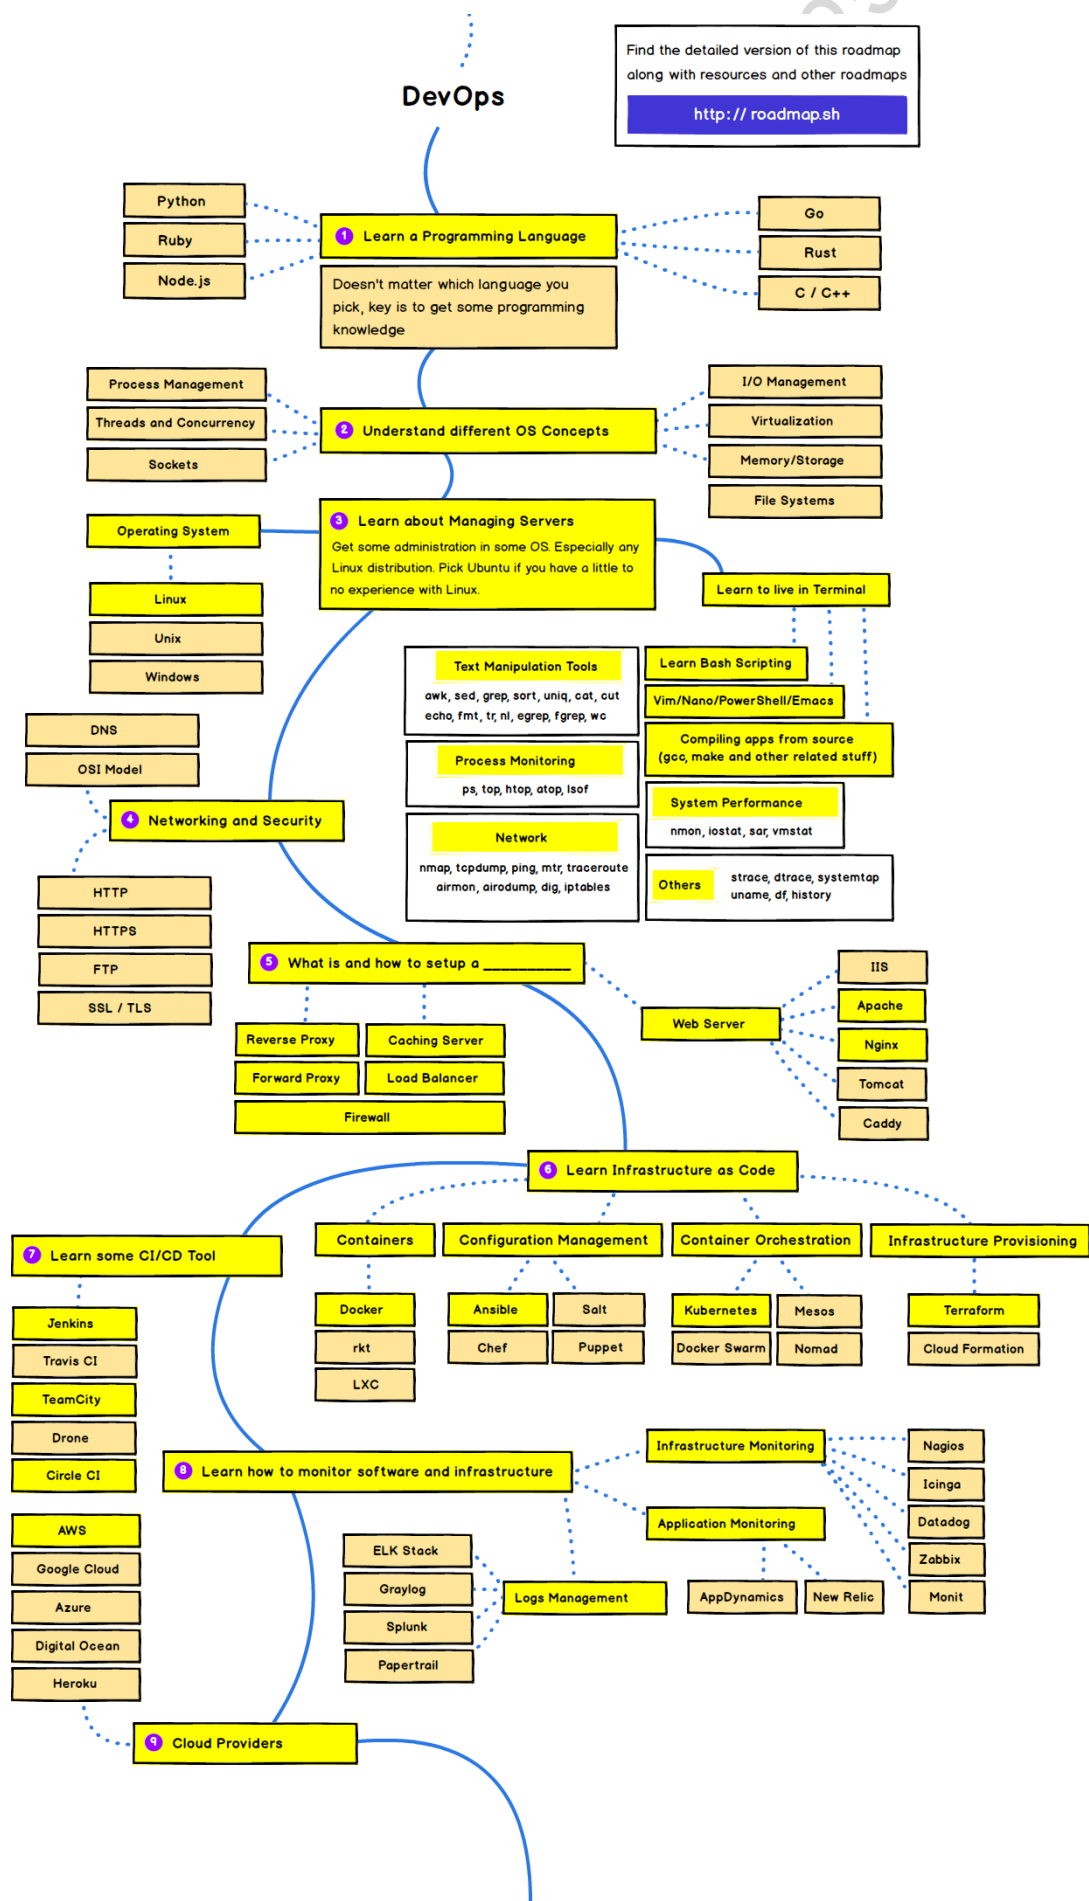 Find the detailed version of this roadmap
along with resources and other roadmaps
http: // roadmap.sh
DevOps
Python
Ruby
Node.js
1 Learn a Programming Language
Doesn't matter which language you
pick, key is to get some programming
knowledge
Go
Rust
C / C++
Process Management
Threads and Concurrency
Sockets
2 Understand different OS Concepts
I/O Management
Virtualization
Memory/Storage
File Systems
3 Learn about Managing Servers
Get some administration in some OS. Especially any
Linux distribution. Pick Ubuntu if you have a little to
no experience with Linux.
Operating System
Linux
Unix
Windows
Learn to live in Terminal
Learn Bash Scripting
Vim/Nano/PowerShell/Emacs
Compiling apps from source
(gcc, make and other related stuff)
Text Manipulation Tools
awk, sed, grep, sort, uniq, cat, cut
echo, fmt, tr, nl, egrep, fgrep, wc
Process Monitoring
ps, top, htop, atop, lsof
System Performance
nmon, iostat, sar, vmstat
Network
nmap, tcpdump, ping, mtr, traceroute
airmon, airodump, dig, iptables
Others
strace, dtrace, systemtap
uname, df, history
DNS
OSI Model
4 Networking and Security
HTTP
HTTPS
FTP
SSL / TLS
5 What is and how to setup a __________
Reverse Proxy
Caching Server
Forward Proxy
Load Balancer
Firewall
Web Server
IIS
Apache
Nginx
Tomcat
Caddy
6 Learn Infrastructure as Code
Containers
Docker
rkt
LXC
Configuration Management
Ansible
Salt
Chef
Puppet
Container Orchestration
Kubernetes
Mesos
Docker Swarm
Nomad
Infrastructure Provisioning
Terraform
Cloud Formation
7 Learn some CI/CD Tool
Jenkins
Travis CI
TeamCity
Drone
Circle CI
8 Learn how to monitor software and infrastructure
Infrastructure Monitoring
Nagios
Icinga
Datadog
Zabbix
Monit
Application Monitoring
AppDynamics
New Relic
Logs Management
ELK Stack
Graylog
Splunk
Papertrail
AWS
Google Cloud
Azure
Digital Ocean
Heroku
9 Cloud Providers